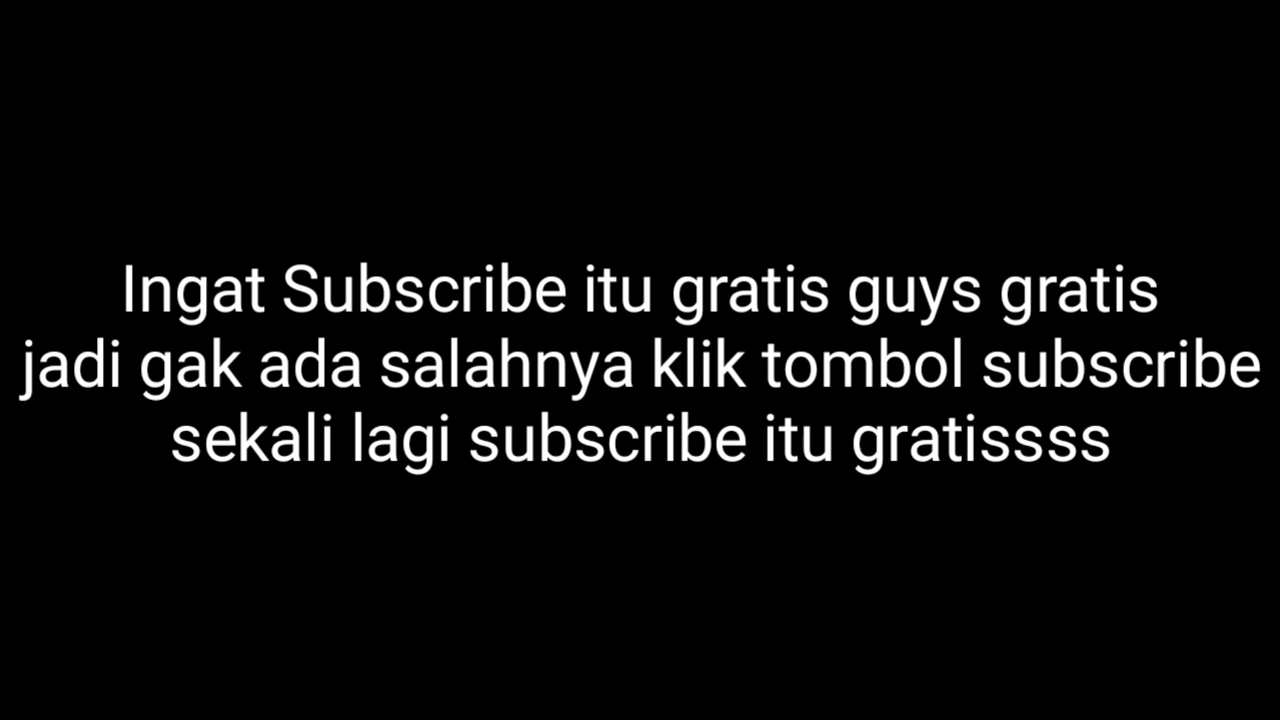 Ingat Subscribe itu gratis guys gratis
jadi gak ada salahnya klik tombol subscribe
sekali lagi subscribe itu gratissss